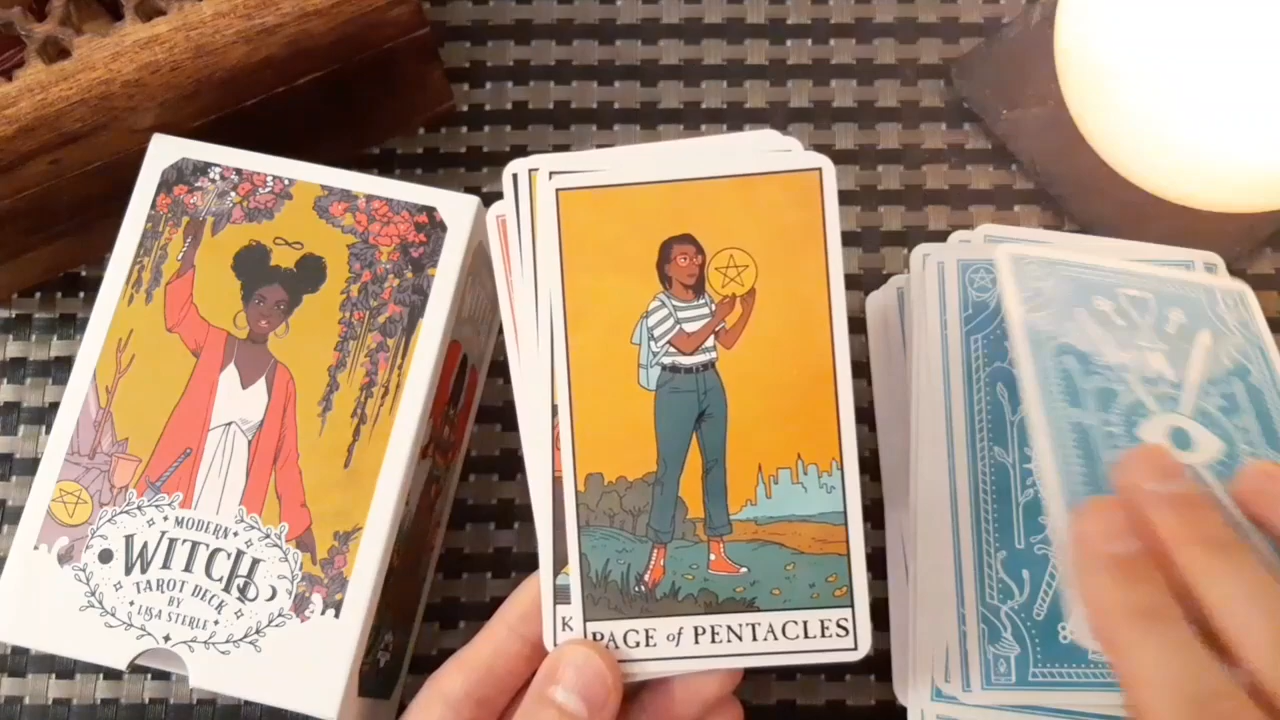 MODERN
WITCH
TAROT DECK
BY
LISA STERLE
K
PAGE of PENTACLES